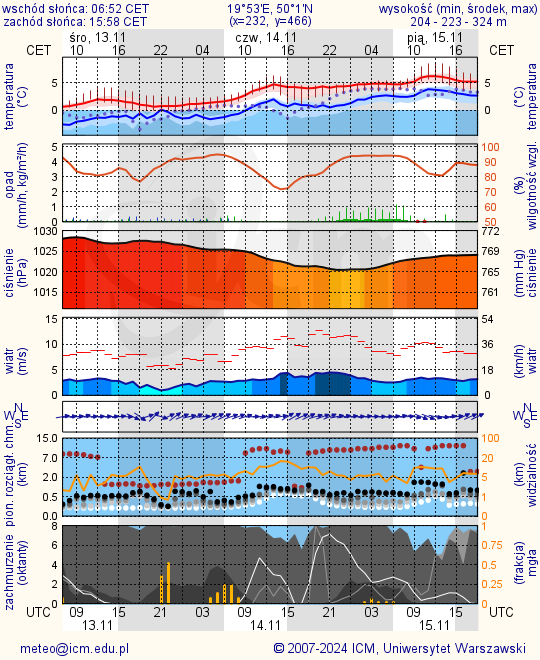 wschód słońca: 06:52 CET 19°53'E, 50°1'N wysokość (min, środek, max)
zachód słońca: 15:58 CET (x=232, y=466) 204 - 223 - 324 m
śro, 13.11 czw, 14.11 pią, 15.11
CET 10 16 22 04 10 16 22 04 10 16 CET
temperatura (°C)
5 0
5 0
(°C) temperatura
opad (mm/h, kg/m²/h)
5 4 3 2 1 0
100 90 80 70 60 50
(%) wilgotność wzgl.
ciśnienie (hPa)
1030 1025 1020 1015
772 769 765 761
(mm Hg) ciśnienie
wiatr (m/s)
15 10 5 0
54 36 18 0
(km/h) wiatr
N W E S
N W E S
pion. rozciągł. chm. (km)
15.0 7.0 2.0 0.5 0.0
100 20 5 1 0
(km) widzialność
zachmurzenie (oktanty)
8 6 4 2 0
1 0.75 0.5 0.25 0
(frakcja) mgła
UTC 09 15 21 03 09 15 21 03 09 15 UTC
13.11 14.11 15.11
meteo@icm.edu.pl © 2007-2024 ICM, Uniwersytet Warszawski